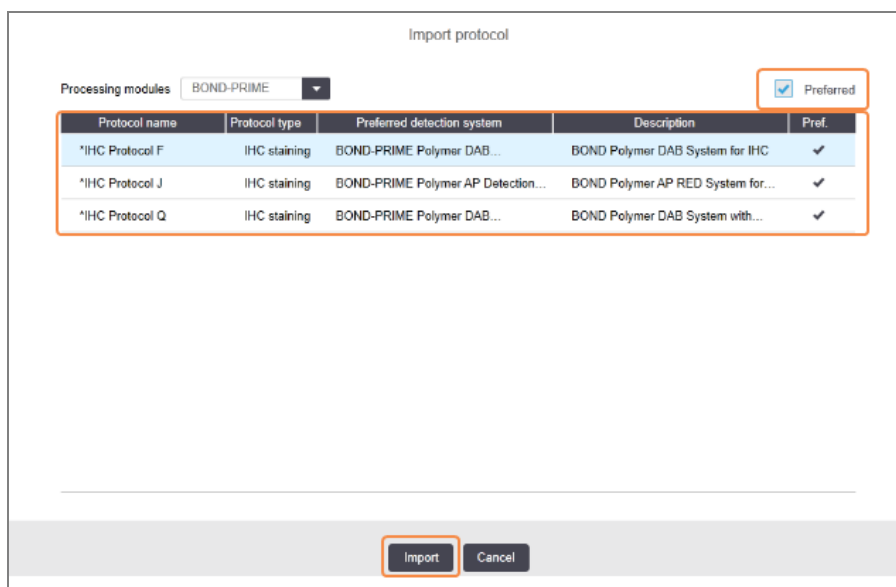 Import protocol
Processing modules BOND-PRIME Preferred
Protocol name Protocol type Preferred detection system Description Pref.
*IHC Protocol F IHC staining BOND-PRIME Polymer DAB... BOND Polymer DAB System for IHC
*IHC Protocol J IHC staining BOND-PRIME Polymer AP Detection... BOND Polymer AP RED System for...
*IHC Protocol Q IHC staining BOND-PRIME Polymer DAB... BOND Polymer DAB System with...
Import Cancel